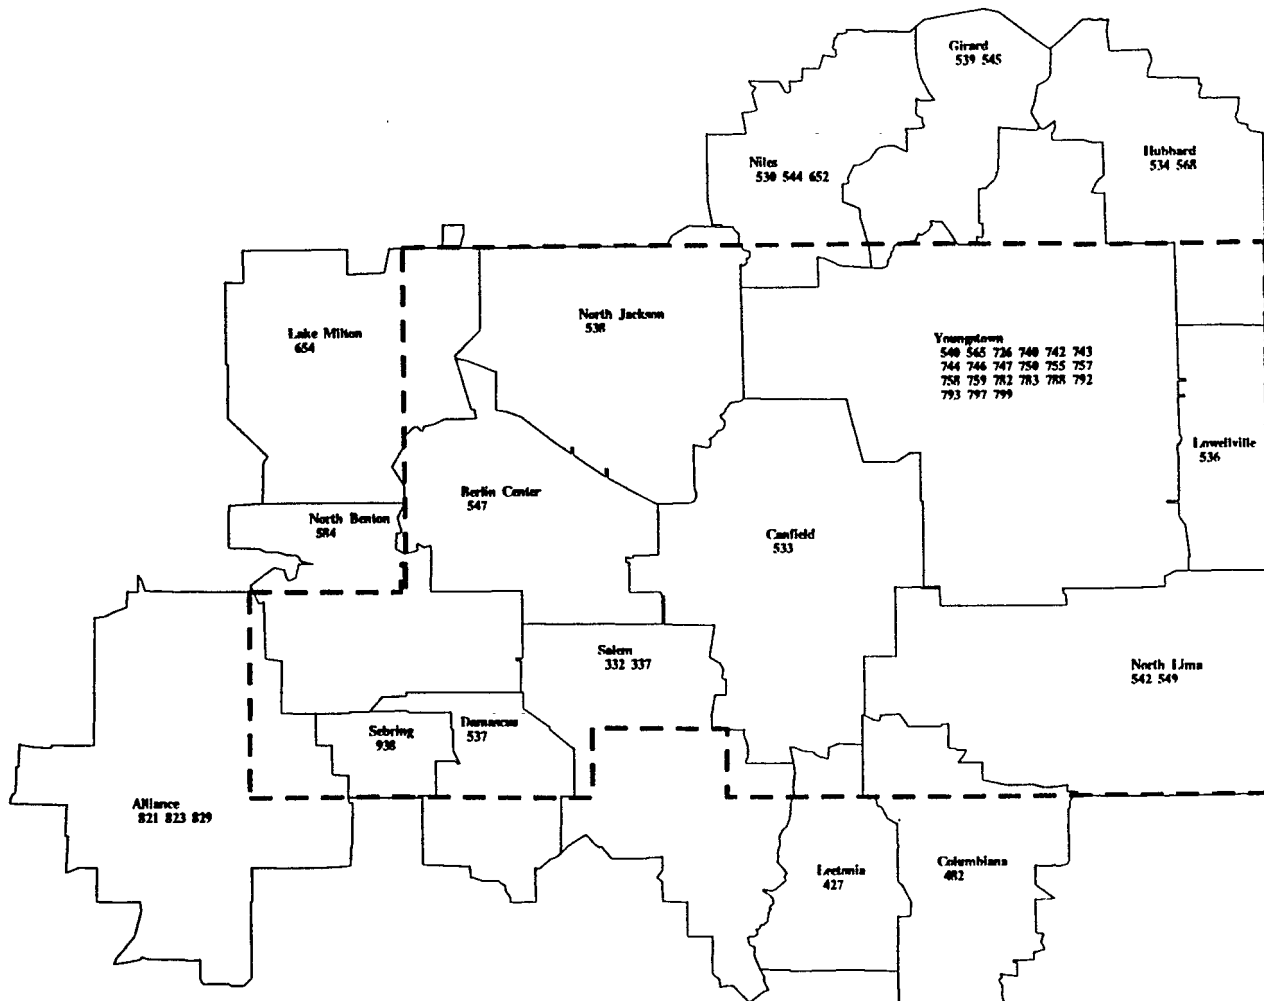 Girard
539 545
Hubbard
534 568
Niles
530 544 652
North Jackson
538
Lake Milton
654
Youngstown
540 565 726 740 742 743
744 746 747 750 755 757
758 759 782 783 788 792
793 797 799
Lowellville
536
Berlin Center
547
North Benton
584
Canfield
533
Salem
332 337
North Lima
542 549
Sebring
938
Damascus
537
Alliance
821 823 829
Leetonia
427
Columbiana
482